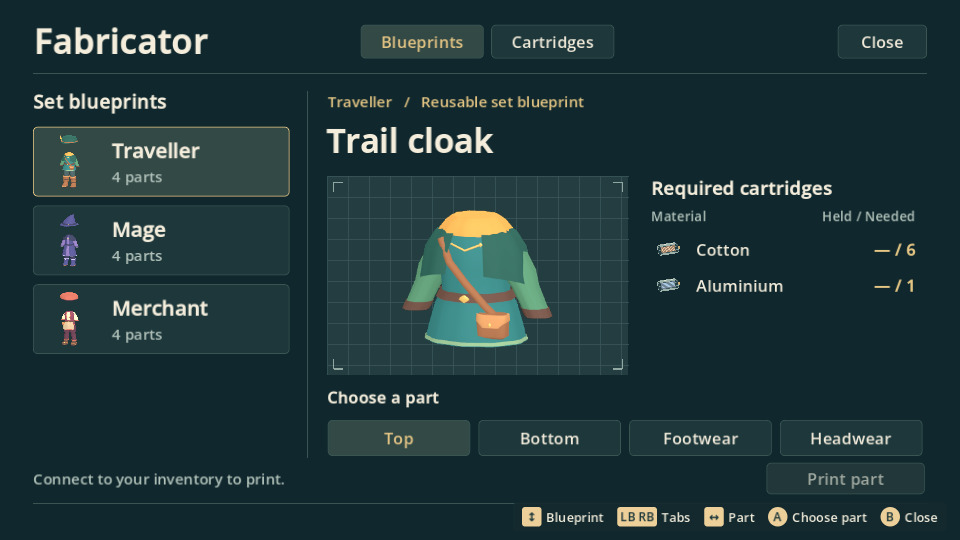 Fabricator
Blueprints
Cartridges
Close
Set blueprints
Traveller
4 parts
Mage
4 parts
Merchant
4 parts
Traveller / Reusable set blueprint
Trail cloak
Required cartridges
Material Held / Needed
Cotton — / 6
Aluminium — / 1
Choose a part
Top
Bottom
Footwear
Headwear
Connect to your inventory to print.
Print part
↕ Blueprint LB RB Tabs ↔ Part A Choose part B Close